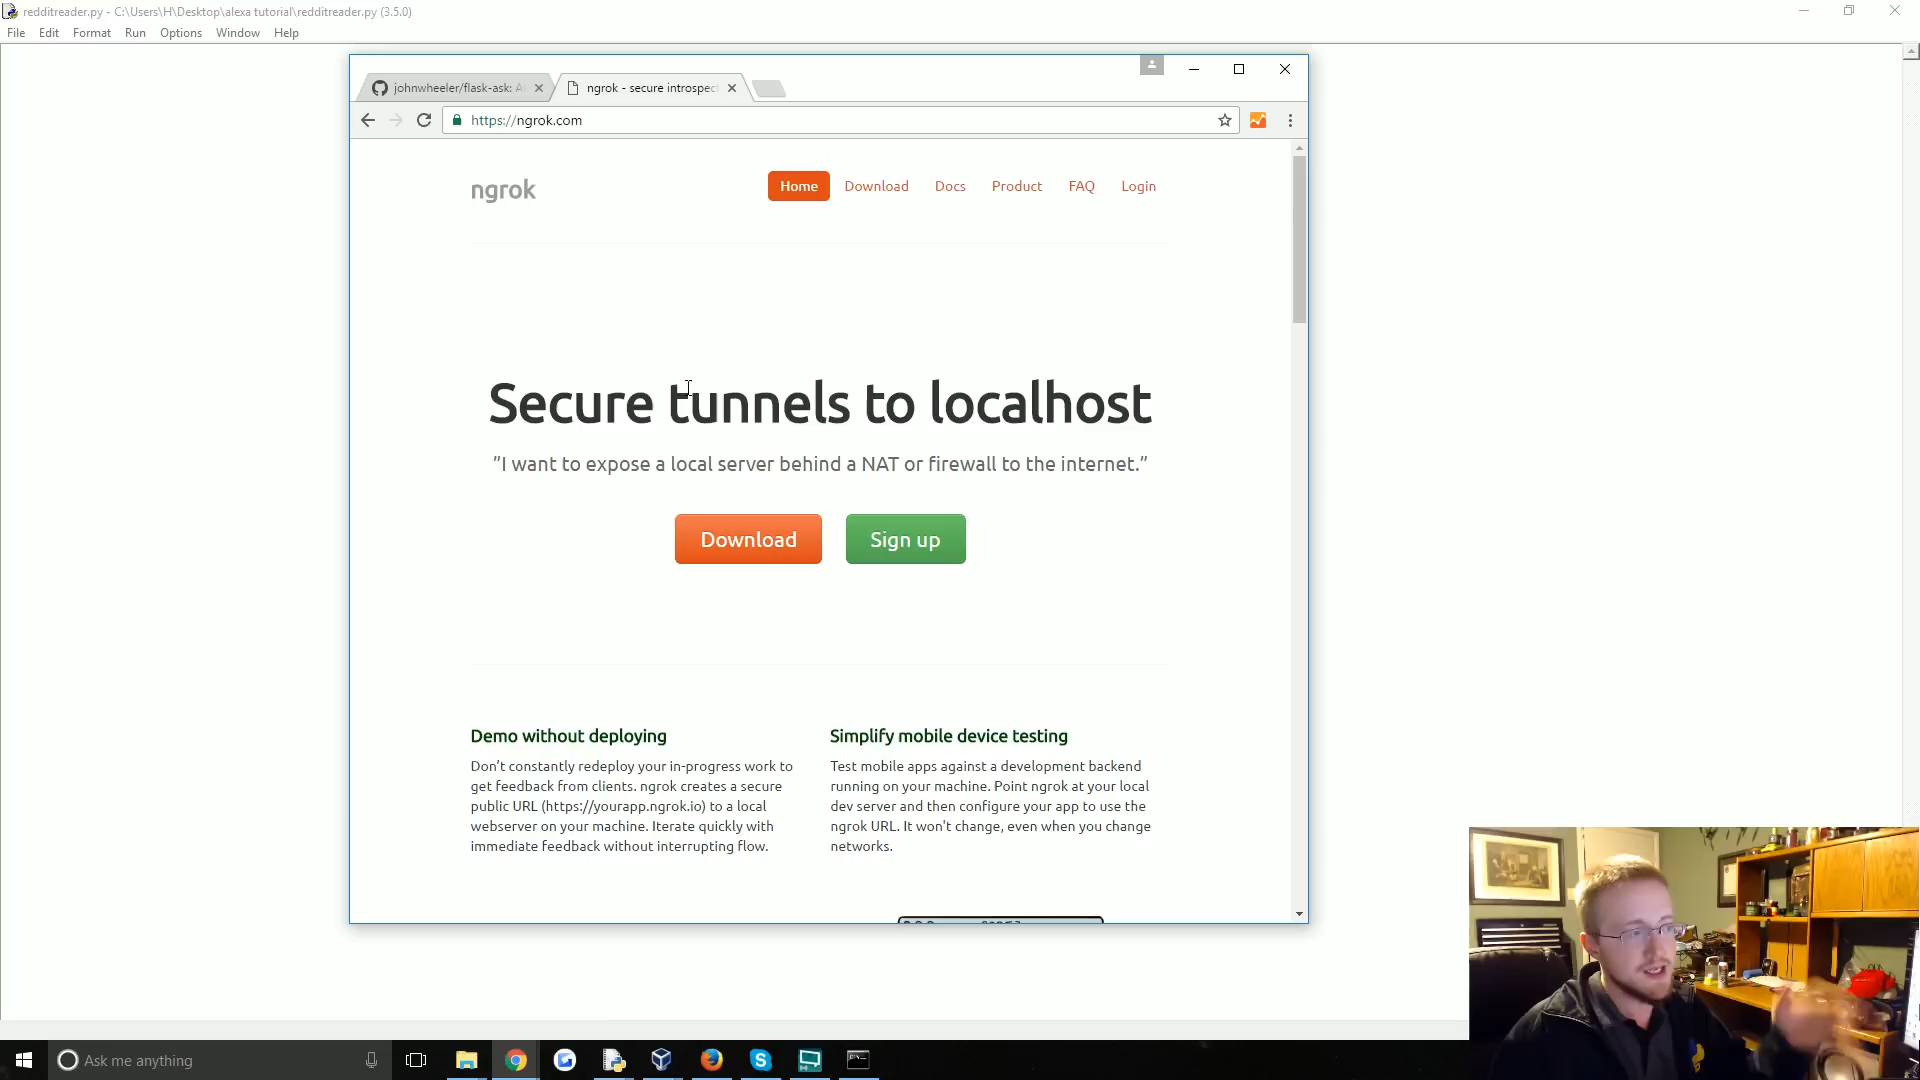 redditreader.py - C:\Users\H\Desktop\alexa tutorial\redditreader.py (3.5.0)
File Edit Format Run Options Window Help
johnwheeler/flask-ask: A
ngrok - secure introspect
https://ngrok.com
ngrok
Home Download Docs Product FAQ Login
Secure tunnels to localhost
"I want to expose a local server behind a NAT or firewall to the internet."
Download Sign up
Demo without deploying
Don't constantly redeploy your in-progress work to
get feedback from clients. ngrok creates a secure
public URL (https://yourapp.ngrok.io) to a local
webserver on your machine. Iterate quickly with
immediate feedback without interrupting flow.
Simplify mobile device testing
Test mobile apps against a development backend
running on your machine. Point ngrok at your local
dev server and then configure your app to use the
ngrok URL. It won't change, even when you change
networks.
Ask me anything